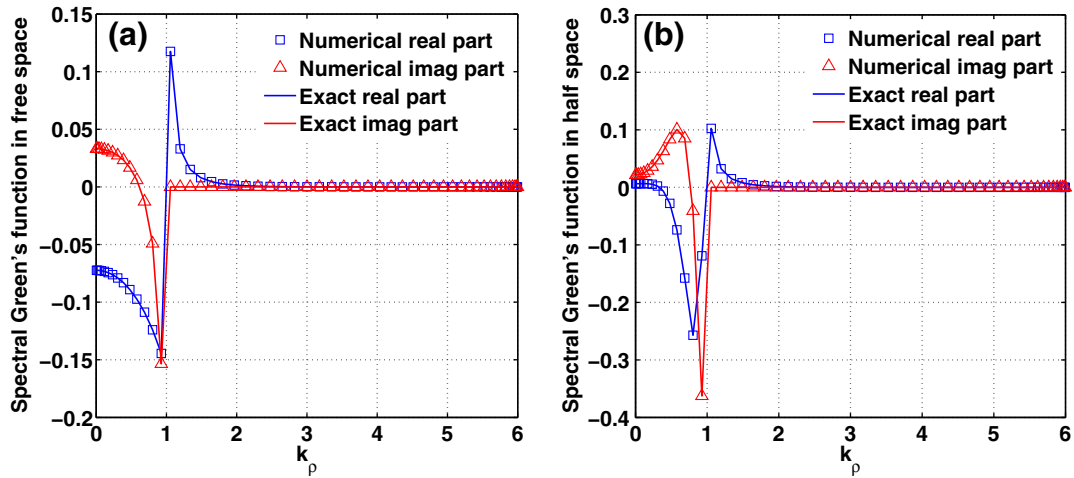 (a)
Numerical real part
Numerical imag part
Exact real part
Exact imag part
Spectral Green's function in free space
0.15
0.1
0.05
0
−0.05
−0.1
−0.15
−0.2
0 1 2 3 4 5 6
kρ
(b)
Numerical real part
Numerical imag part
Exact real part
Exact imag part
Spectral Green's function in half space
0.3
0.2
0.1
0
−0.1
−0.2
−0.3
−0.4
0 1 2 3 4 5 6
kρ